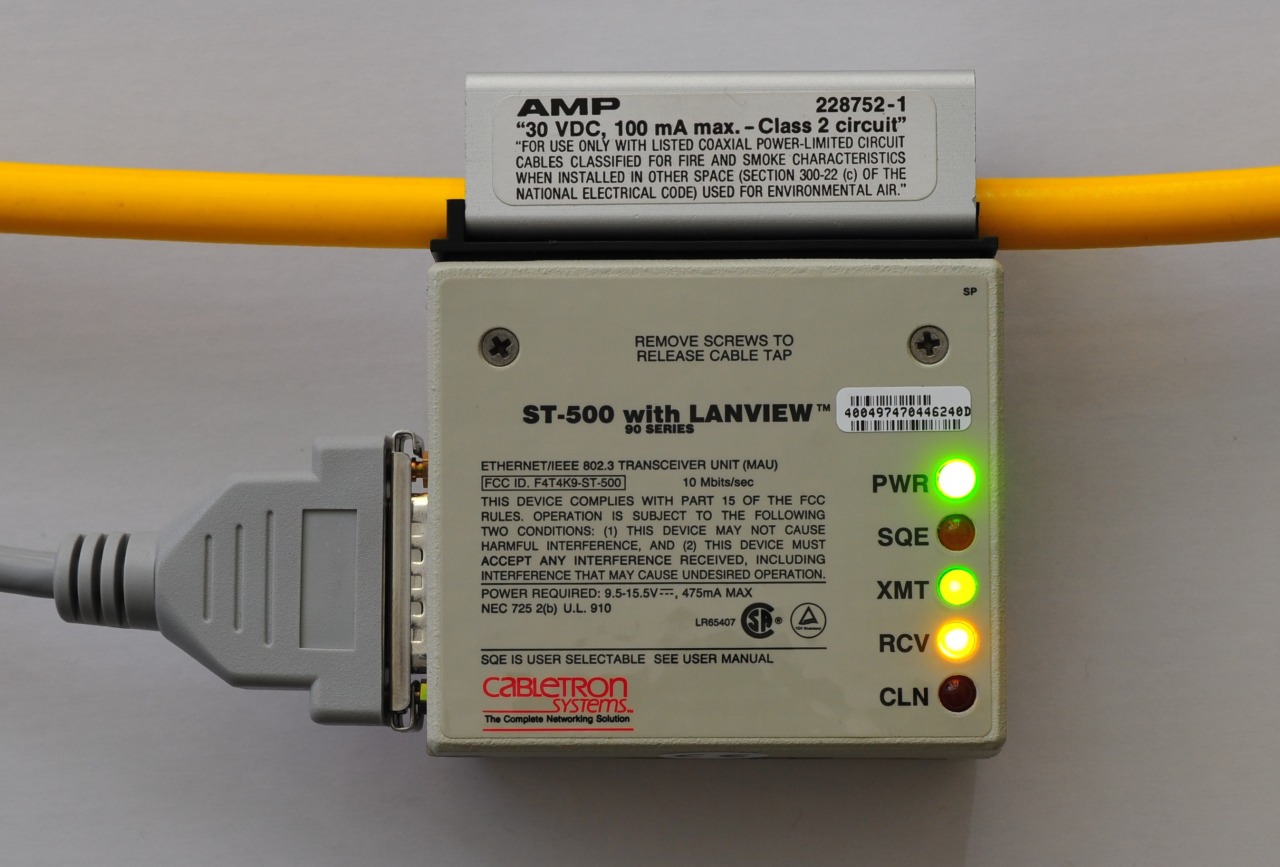 AMP 228752-1
"30 VDC, 100 mA max. – Class 2 circuit"
"FOR USE ONLY WITH LISTED COAXIAL POWER-LIMITED CIRCUIT
CABLES CLASSIFIED FOR FIRE AND SMOKE CHARACTERISTICS
WHEN INSTALLED IN OTHER SPACE (SECTION 300-22 (c) OF THE
NATIONAL ELECTRICAL CODE) USED FOR ENVIRONMENTAL AIR."
SP
REMOVE SCREWS TO
RELEASE CABLE TAP
ST-500 with LANVIEW™
90 SERIES
400497470446240D
ETHERNET/IEEE 802.3 TRANSCEIVER UNIT (MAU)
FCC ID. F4T4K9-ST-500 10 Mbits/sec
THIS DEVICE COMPLIES WITH PART 15 OF THE FCC
RULES. OPERATION IS SUBJECT TO THE FOLLOWING
TWO CONDITIONS: (1) THIS DEVICE MAY NOT CAUSE
HARMFUL INTERFERENCE, AND (2) THIS DEVICE MUST
ACCEPT ANY INTERFERENCE RECEIVED, INCLUDING
INTERFERENCE THAT MAY CAUSE UNDESIRED OPERATION.
POWER REQUIRED: 9.5-15.5V⎓, 475mA MAX
NEC 725 2(b) U.L. 910
LR65407 SA®
SQE IS USER SELECTABLE SEE USER MANUAL
CABLETRON
SYSTEMS™
The Complete Networking Solution
PWR
SQE
XMT
RCV
CLN